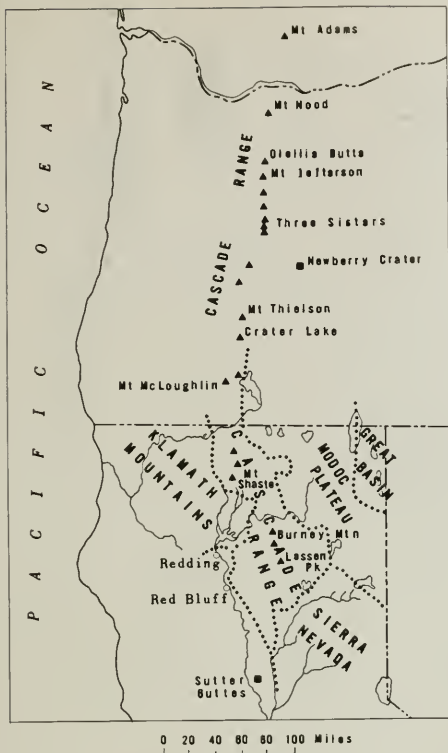 Mt Adams
Mt Hood
Olallie Butte
Mt Jefferson
Three Sisters
Newberry Crater
Mt Thielson
Crater Lake
Mt McLoughlin
PACIFIC OCEAN
CASCADE RANGE
KLAMATH
MOUNTAINS
CASCADE
RANGE
Mt
Shasta
MODOC
PLATEAU
GREAT
BASIN
Burney Mtn
Lassen
Pk
Redding
Red Bluff
SIERRA
NEVADA
Sutter
Buttes
0 20 40 60 80 100 Miles